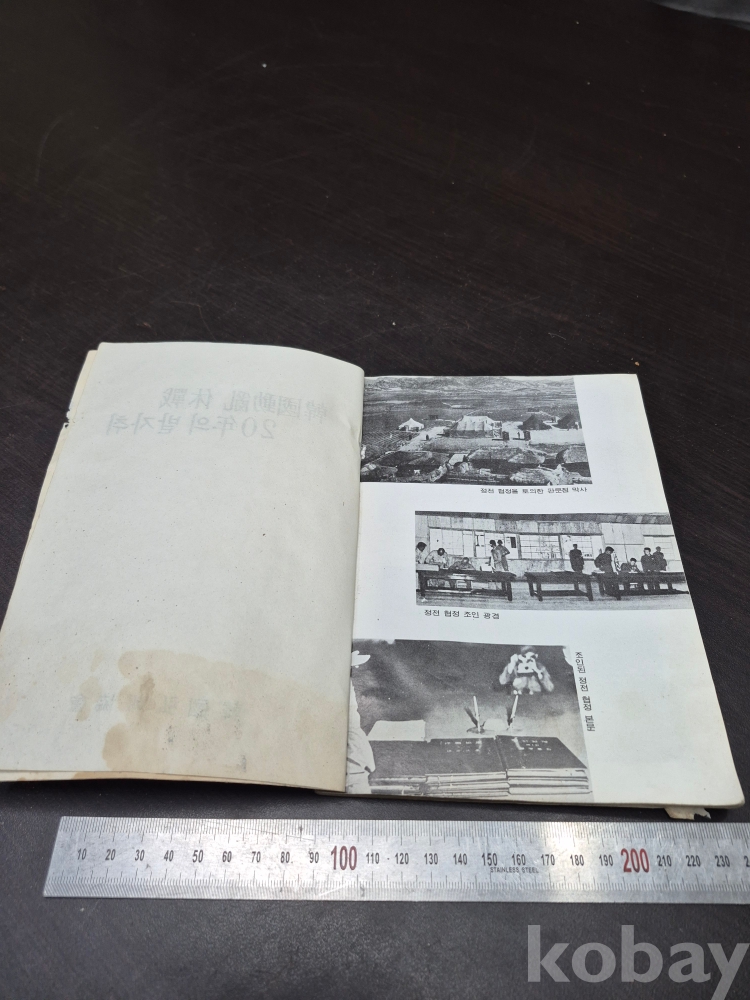 韓國動亂 休戰
20年의 발자취
정전 협정을 토의한 판문점 막사
정전 협정 조인 광경
조인된 정전 협정 불로
10 20 30 40 50 60 70 80 90 100 110 120 130 140 150 160 170 180 190 200 210 220 230
STAINLESS STEEL
kobay